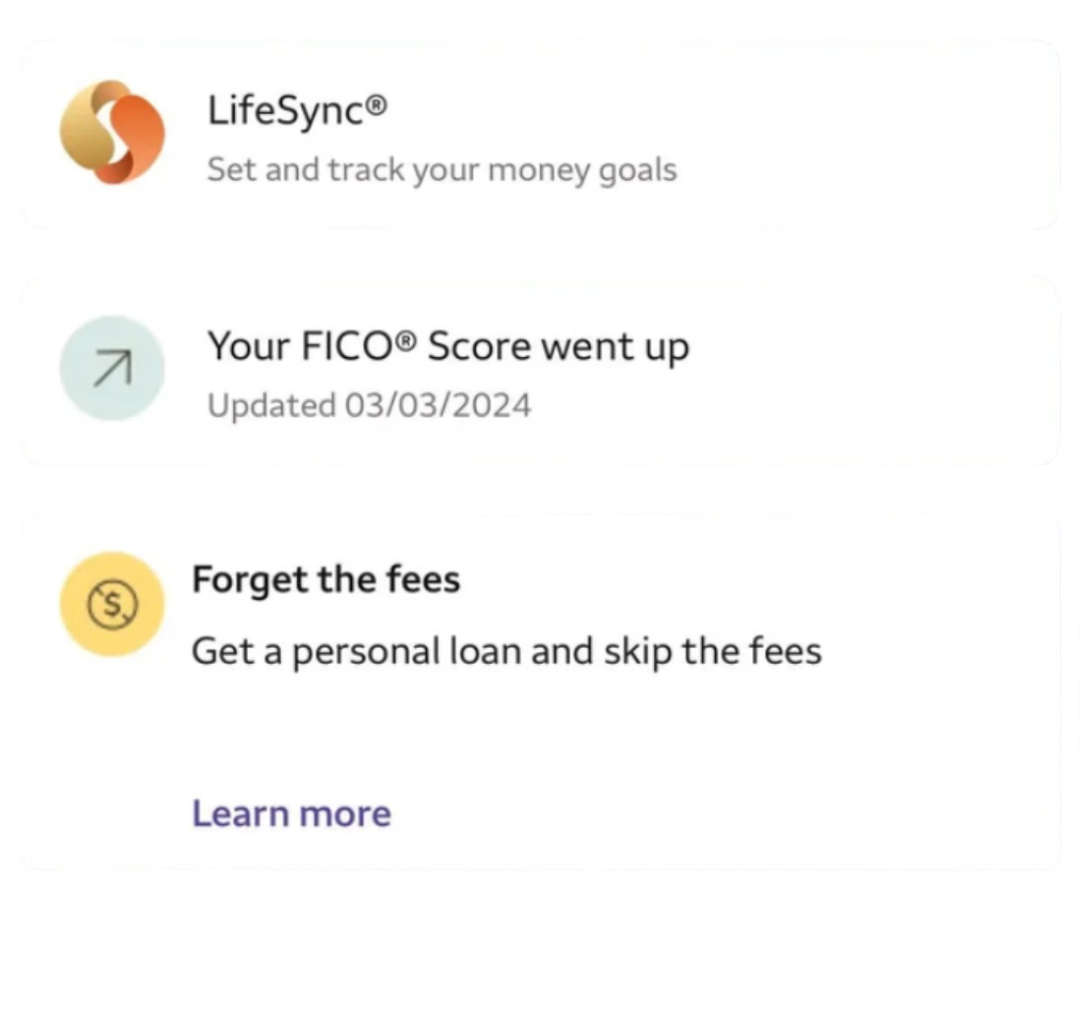 LifeSync®
Set and track your money goals
Your FICO® Score went up
Updated 03/03/2024
Forget the fees
Get a personal loan and skip the fees
Learn more